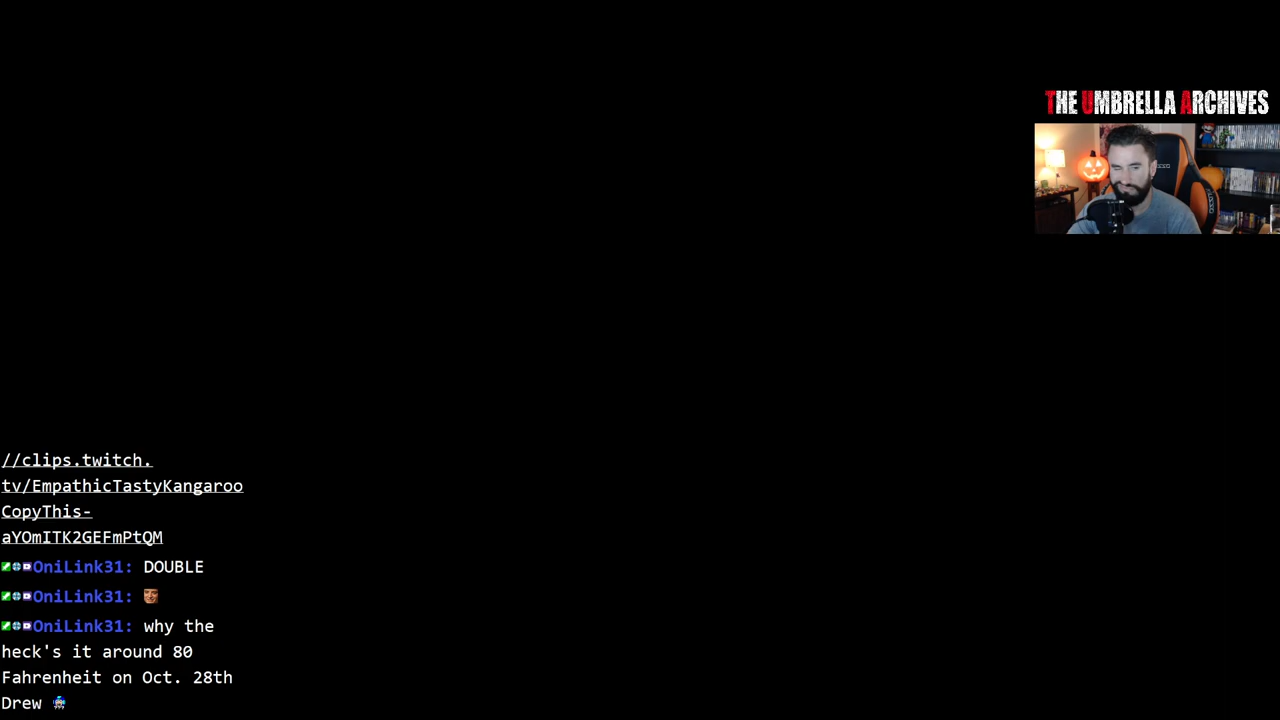 THE UMBRELLA ARCHIVES
//clips.twitch.
tv/EmpathicTastyKangaroo
CopyThis-
aYOmITK2GEFmPtQM
OniLink31: DOUBLE
OniLink31:
OniLink31: why the
heck's it around 80
Fahrenheit on Oct. 28th
Drew